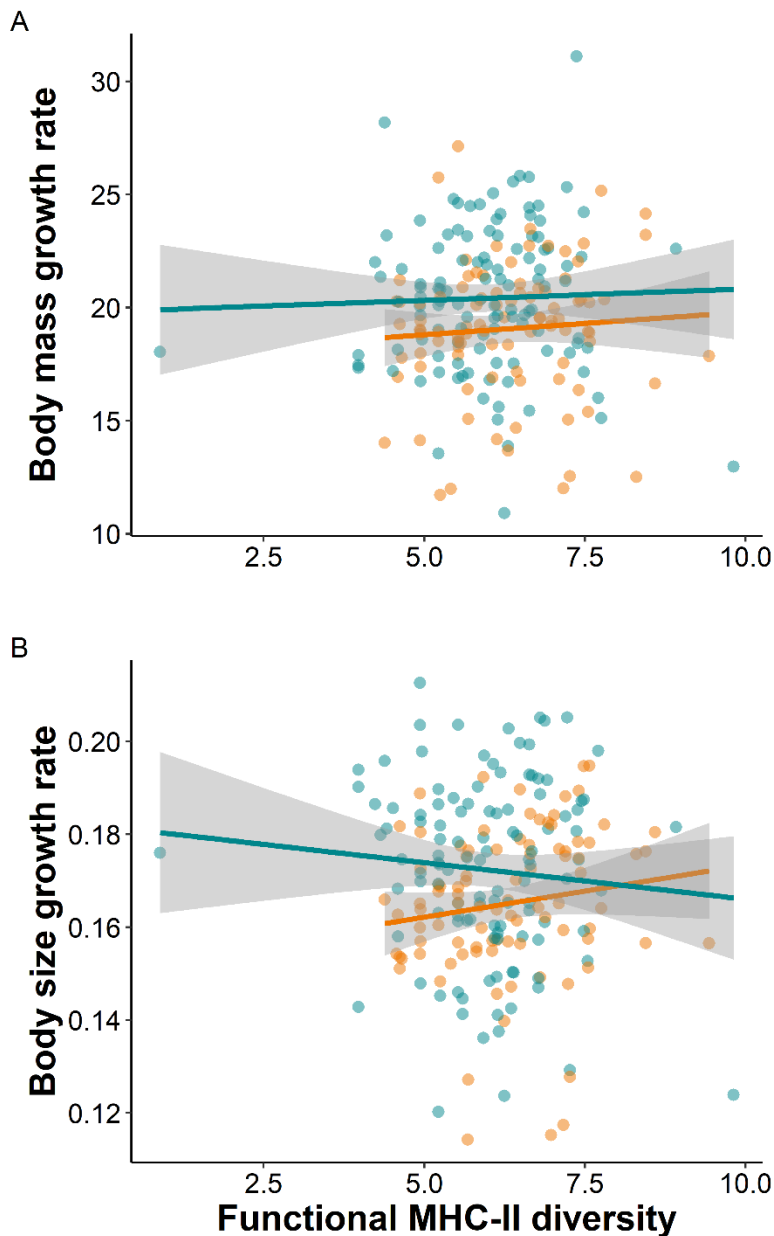 A
Body mass growth rate
30
25
20
15
10
2.5 5.0 7.5 10.0
B
Body size growth rate
0.20
0.18
0.16
0.14
0.12
2.5 5.0 7.5 10.0
Functional MHC-II diversity